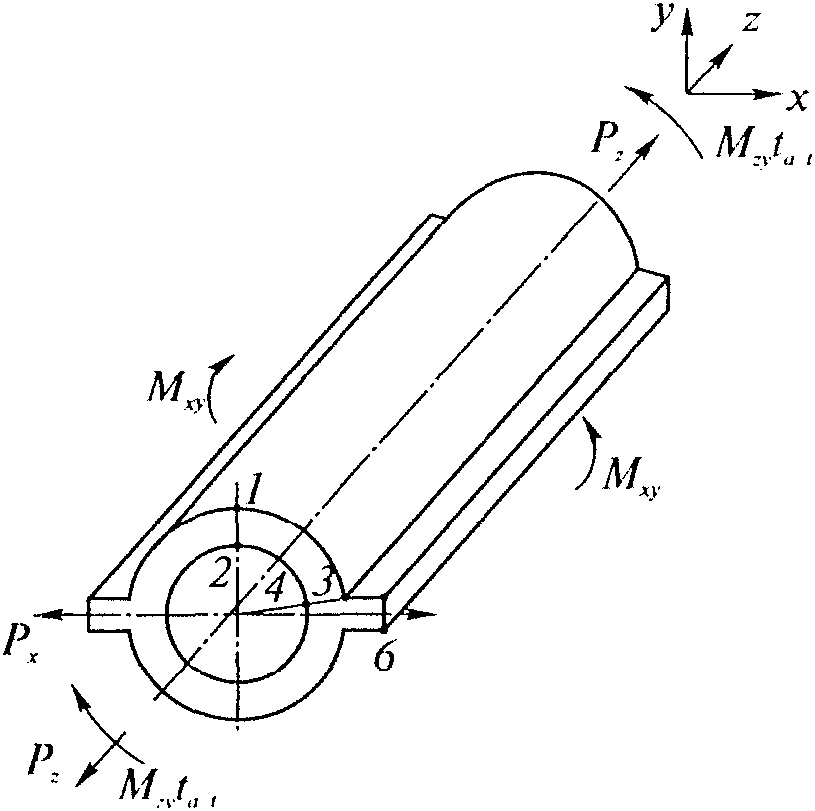 y
z
x
P_z
M_{zy}t_{a t}
M_{xy}
M_{xy}
1
2
4
3
P_x
6
P_z
M_{zy}t_{a t}